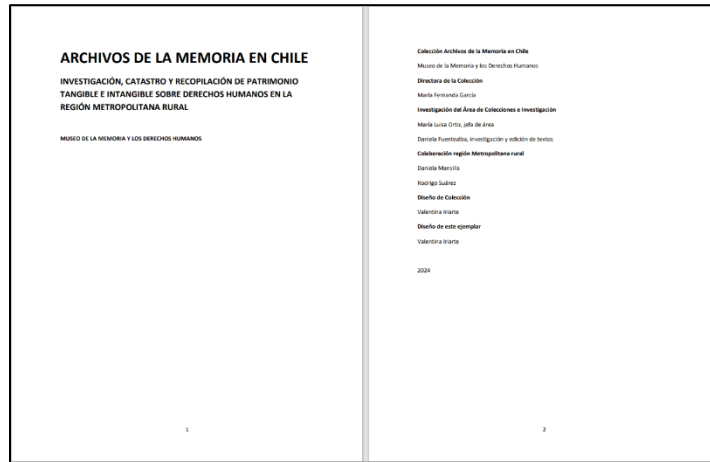 ARCHIVOS DE LA MEMORIA EN CHILE
INVESTIGACIÓN, CATASTRO Y RECOPILACIÓN DE PATRIMONIO
TANGIBLE E INTANGIBLE SOBRE DERECHOS HUMANOS EN LA
REGIÓN METROPOLITANA RURAL
MUSEO DE LA MEMORIA Y LOS DERECHOS HUMANOS
1
Colección Archivos de la Memoria en Chile
Museo de la Memoria y los Derechos Humanos
Directora de la Colección
María Fernanda García
Investigación del Área de Colecciones e Investigación
María Luisa Ortiz, jefa de área
Daniela Fuentealba, investigación y edición de textos
Colaboración región Metropolitana rural
Daniela Mansilla
Rodrigo Suárez
Diseño de Colección
Valentina Iriarte
Diseño de este ejemplar
Valentina Iriarte
2024
2